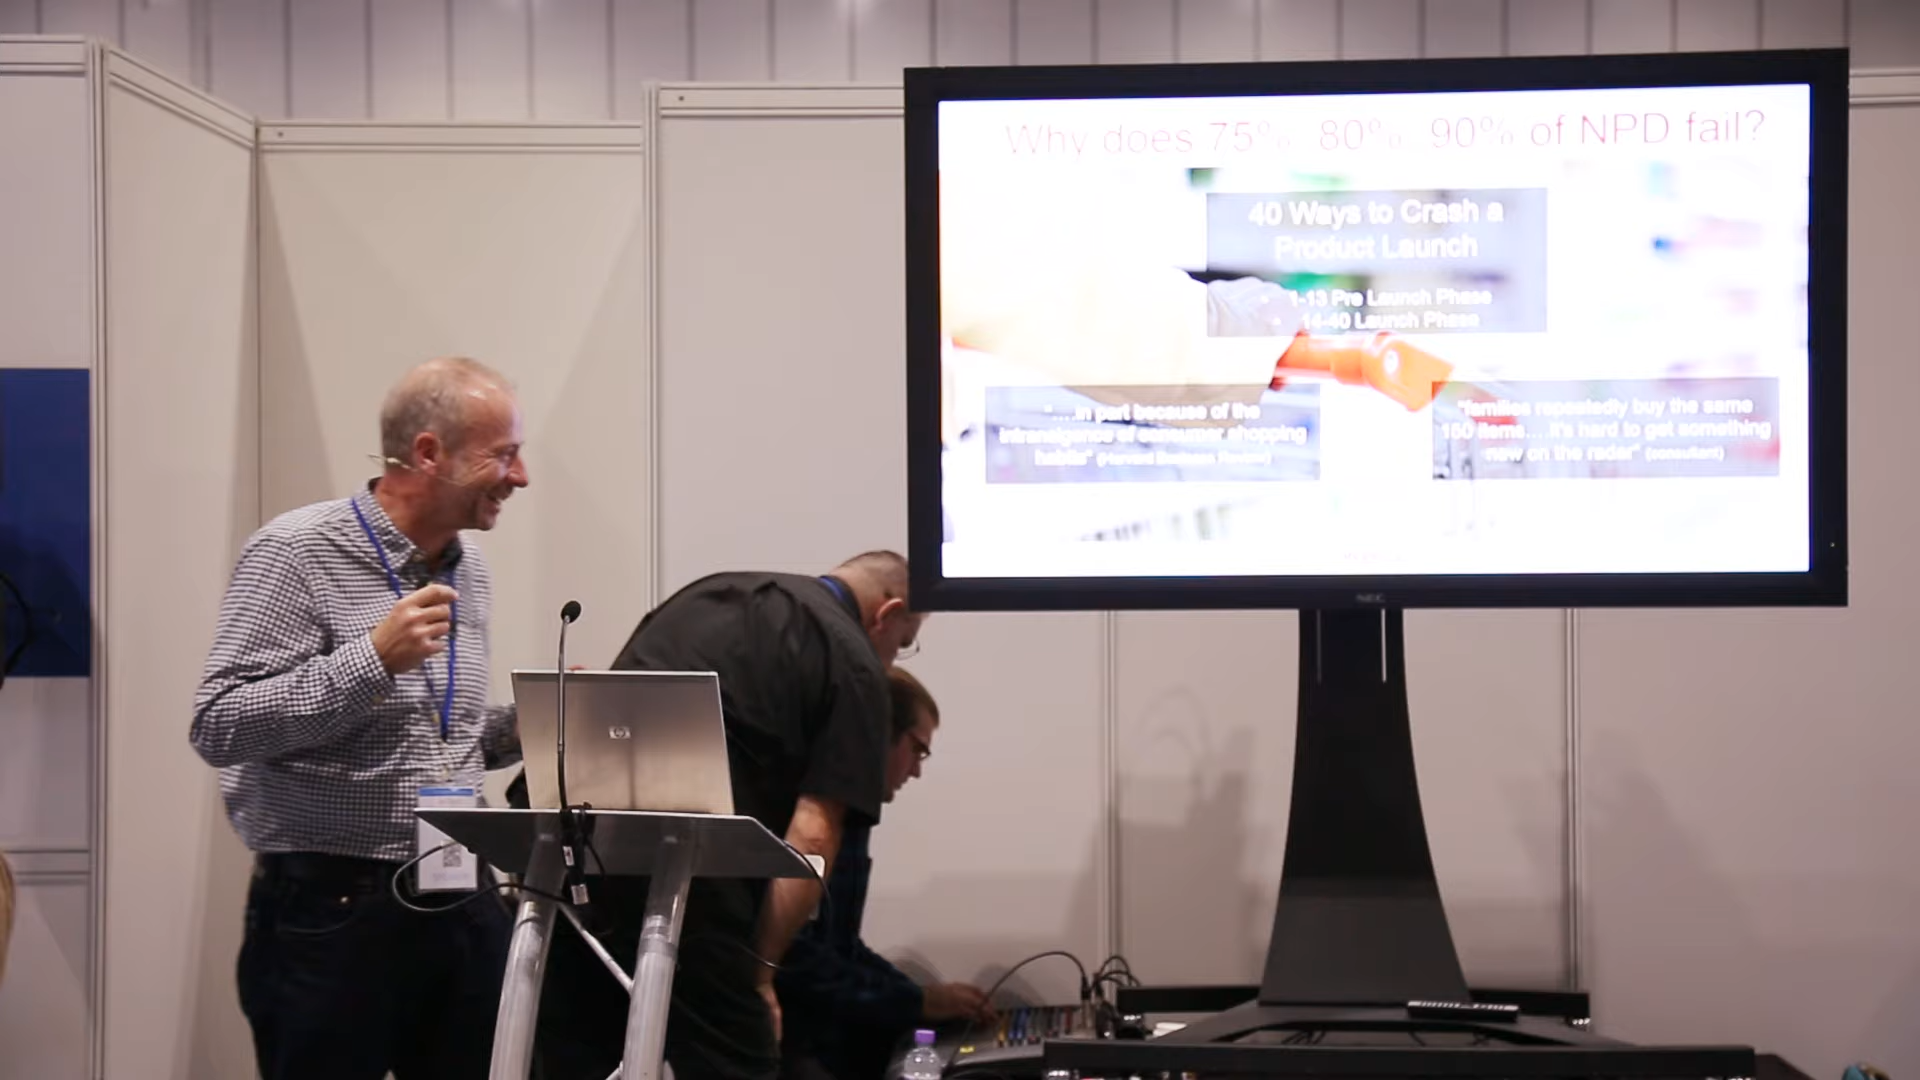 Why does 75%, 80%, 90% of NPD fail?
40 Ways to Crash a
Product Launch
1-13 Pre Launch Phase
14-40 Launch Phase
"....in part because of the
intransigence of consumer shopping
habits" (Harvard Business Review)
"families repeatedly buy the same
150 items....it's hard to get something
new on the radar" (consultant)
NEC
hp